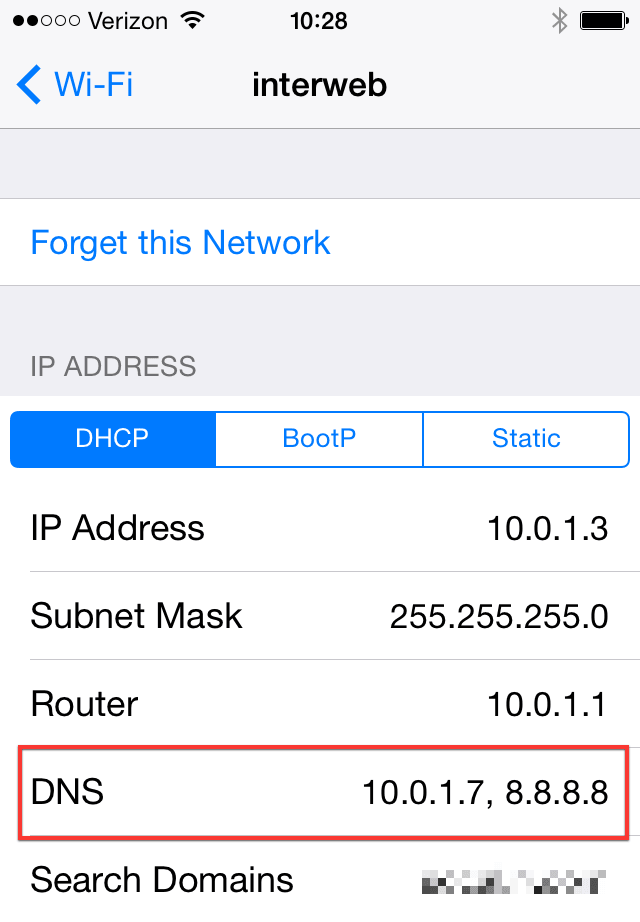 Verizon 10:28
Wi-Fi interweb
Forget this Network
IP ADDRESS
DHCP BootP Static
IP Address 10.0.1.3
Subnet Mask 255.255.255.0
Router 10.0.1.1
DNS 10.0.1.7, 8.8.8.8
Search Domains